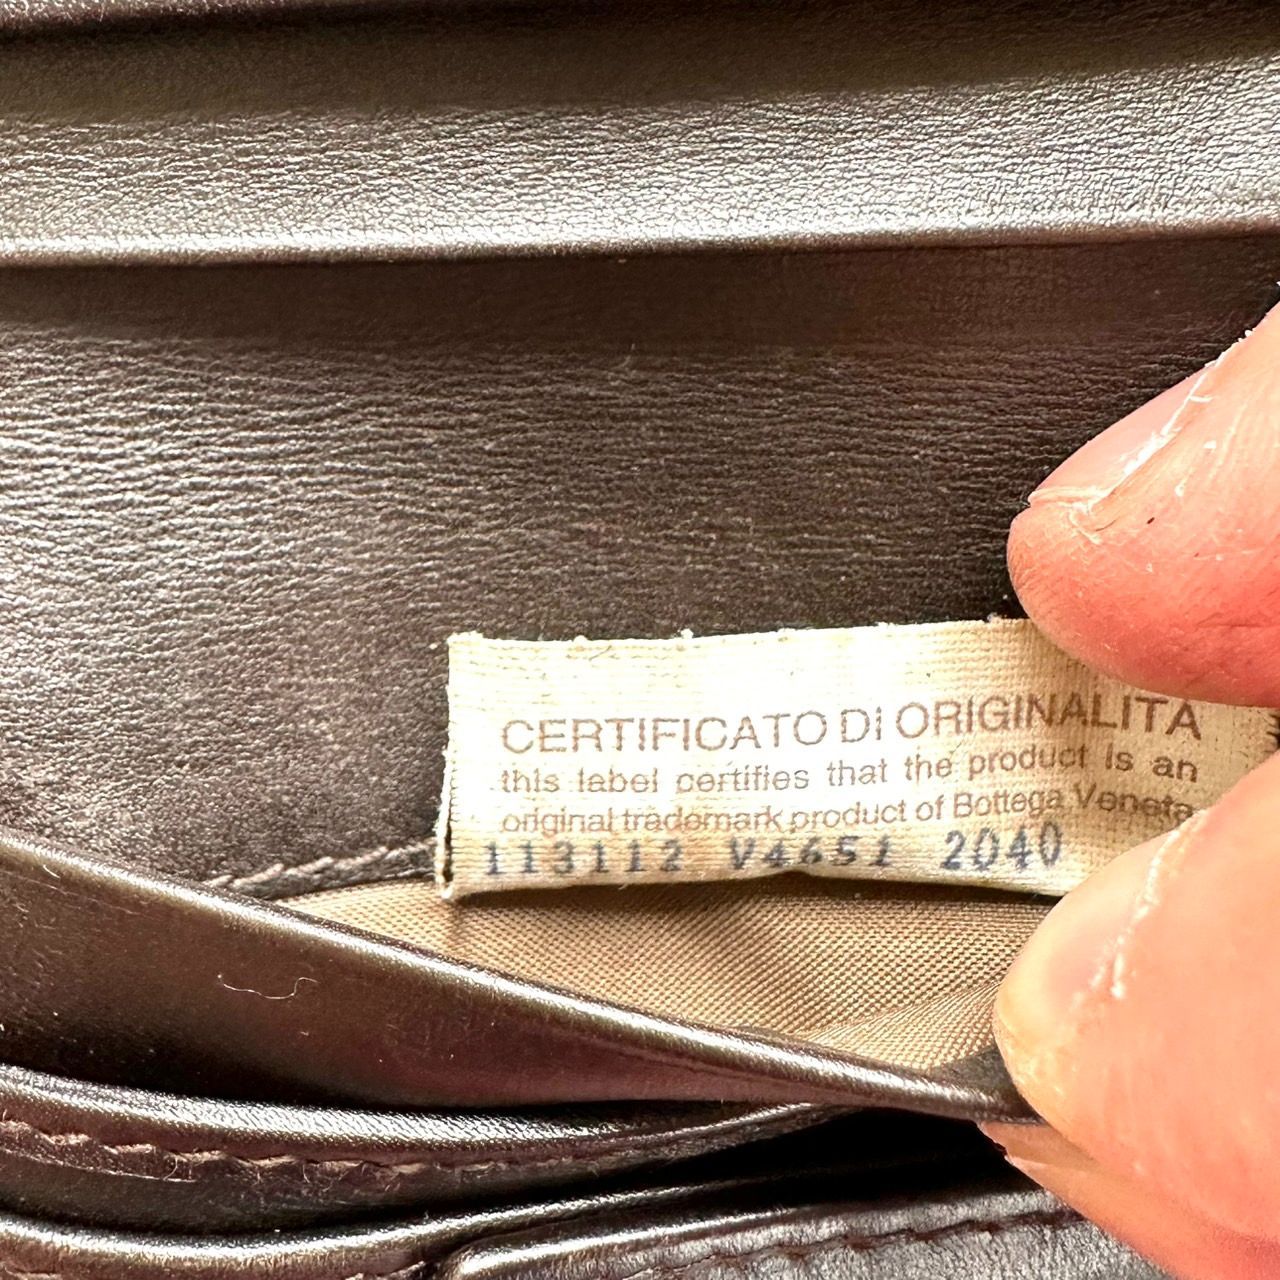 CERTIFICATO DI ORIGINALITA
this label certifies that the product is an
original trademark product of Bottega Veneta
113112 V4651 2040